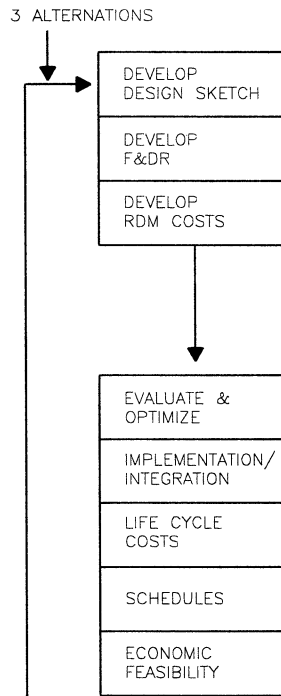 3 ALTERNATIONS
DEVELOP
DESIGN SKETCH
DEVELOP
F&DR
DEVELOP
RDM COSTS
EVALUATE &
OPTIMIZE
IMPLEMENTATION/
INTEGRATION
LIFE CYCLE
COSTS
SCHEDULES
ECONOMIC
FEASIBILITY